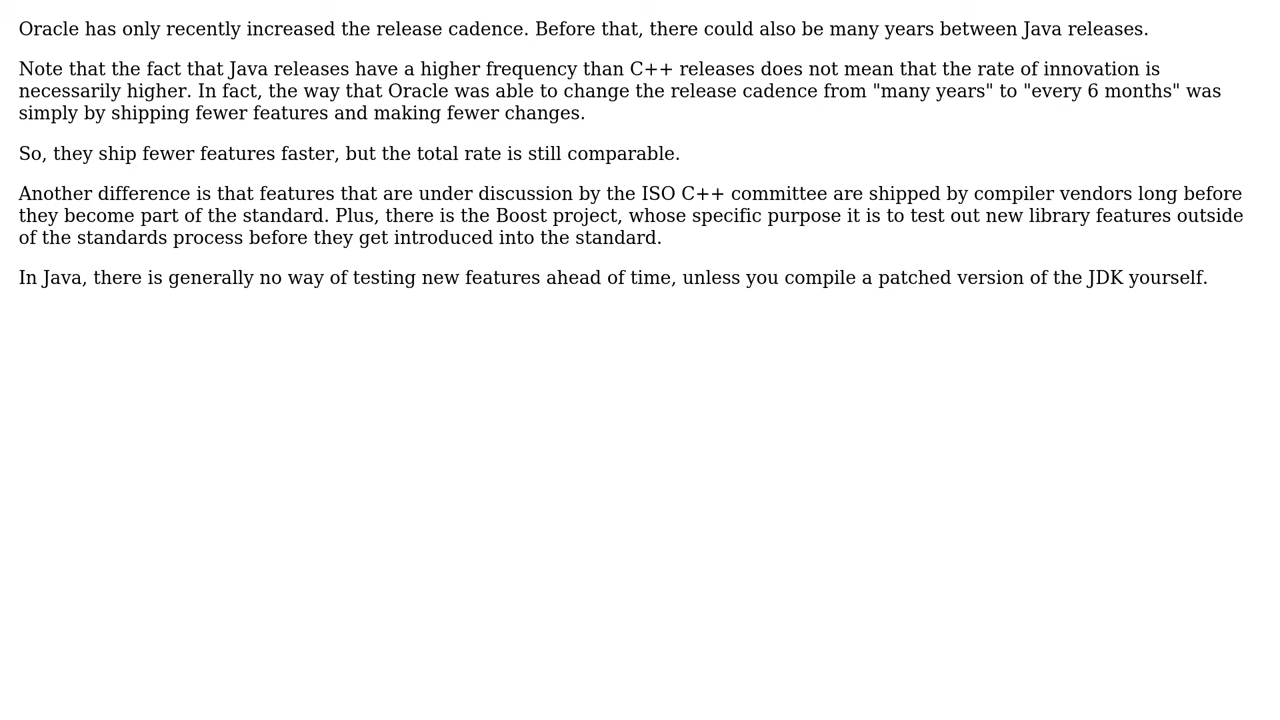 Oracle has only recently increased the release cadence. Before that, there could also be many years between Java releases.
Note that the fact that Java releases have a higher frequency than C++ releases does not mean that the rate of innovation is
necessarily higher. In fact, the way that Oracle was able to change the release cadence from "many years" to "every 6 months" was
simply by shipping fewer features and making fewer changes.
So, they ship fewer features faster, but the total rate is still comparable.
Another difference is that features that are under discussion by the ISO C++ committee are shipped by compiler vendors long before
they become part of the standard. Plus, there is the Boost project, whose specific purpose it is to test out new library features outside
of the standards process before they get introduced into the standard.
In Java, there is generally no way of testing new features ahead of time, unless you compile a patched version of the JDK yourself.